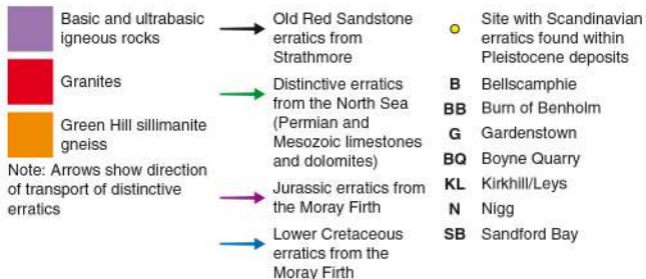 Basic and ultrabasic
igneous rocks
Granites
Green Hill sillimanite
gneiss
Note: Arrows show direction
of transport of distinctive
erratics
Old Red Sandstone
erratics from
Strathmore
Distinctive erratics
from the North Sea
(Permian and
Mesozoic limestones
and dolomites)
Jurassic erratics from
the Moray Firth
Lower Cretaceous
erratics from the
Moray Firth
Site with Scandinavian
erratics found within
Pleistocene deposits
B Bellscamphie
BB Burn of Benholm
G Gardenstown
BQ Boyne Quarry
KL Kirkhill/Leys
N Nigg
SB Sandford Bay